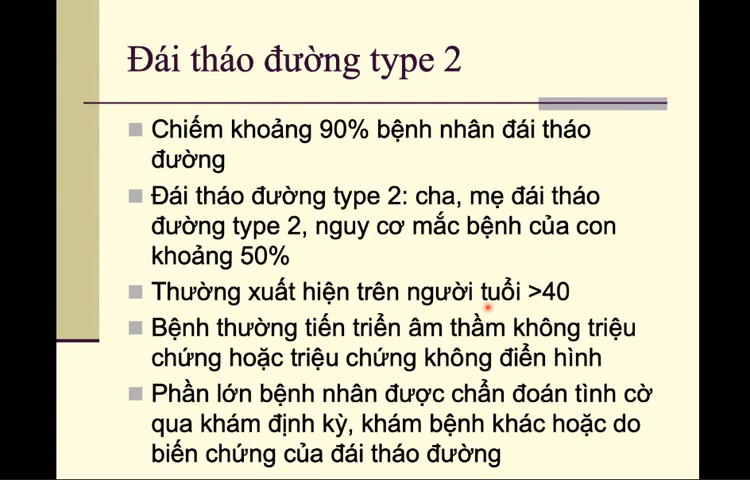 Đái tháo đường type 2
Chiếm khoảng 90% bệnh nhân đái tháo
đường
Đái tháo đường type 2: cha, mẹ đái tháo
đường type 2, nguy cơ mắc bệnh của con
khoảng 50%
Thường xuất hiện trên người tuổi >40
Bệnh thường tiến triển âm thầm không triệu
chứng hoặc triệu chứng không điển hình
Phần lớn bệnh nhân được chẩn đoán tình cờ
qua khám định kỳ, khám bệnh khác hoặc do
biến chứng của đái tháo đường